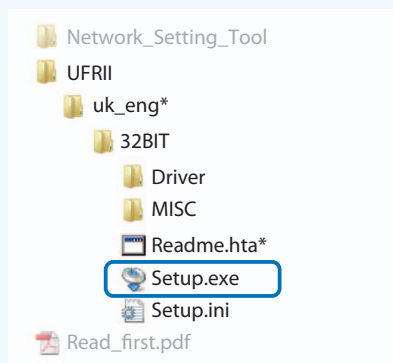 Network_Setting_Tool
UFRII
uk_eng*
32BIT
Driver
MISC
Readme.hta*
Setup.exe
Setup.ini
Read_first.pdf